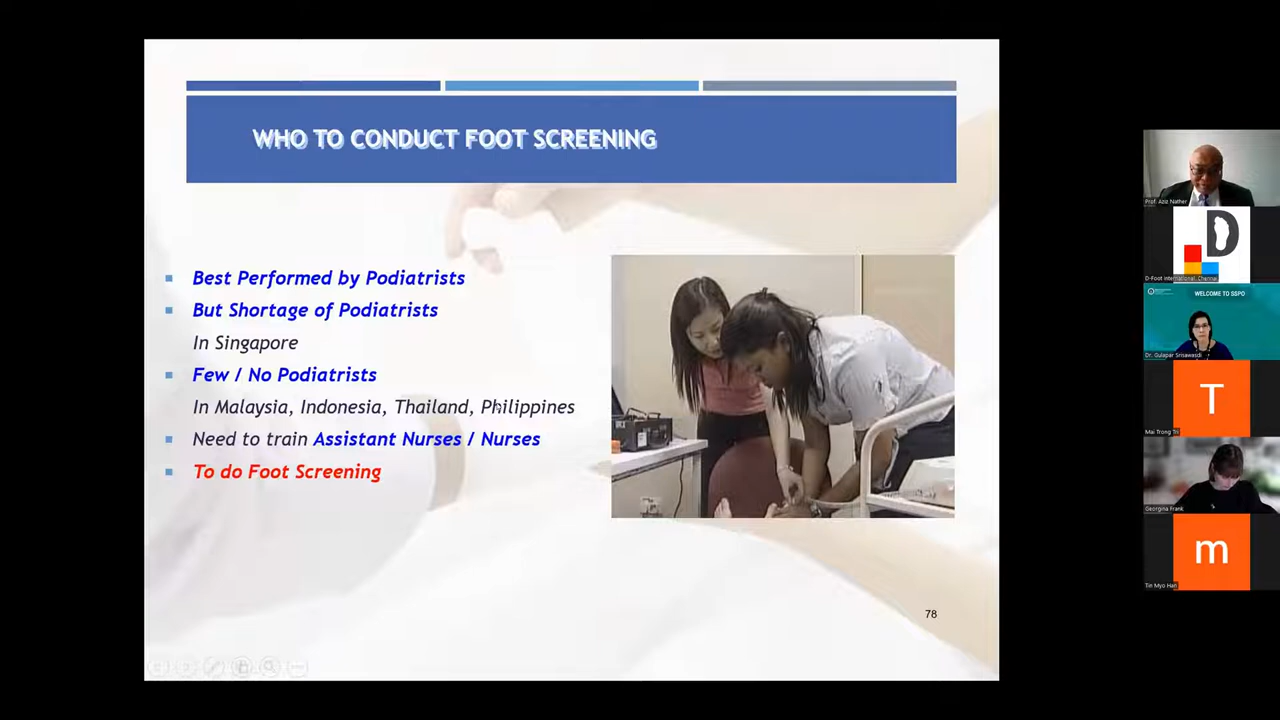 WHO TO CONDUCT FOOT SCREENING
Best Performed by Podiatrists
But Shortage of Podiatrists
In Singapore
Few / No Podiatrists
In Malaysia, Indonesia, Thailand, Philippines
Need to train Assistant Nurses / Nurses
To do Foot Screening
78
Prof. Aziz Nather
D
D-Foot International, Chennai
WELCOME TO SSPO
Dr. Gulapar Srisawasdi
T
Mai Trong Tri
Georgina Frank
m
Tin Myo Han